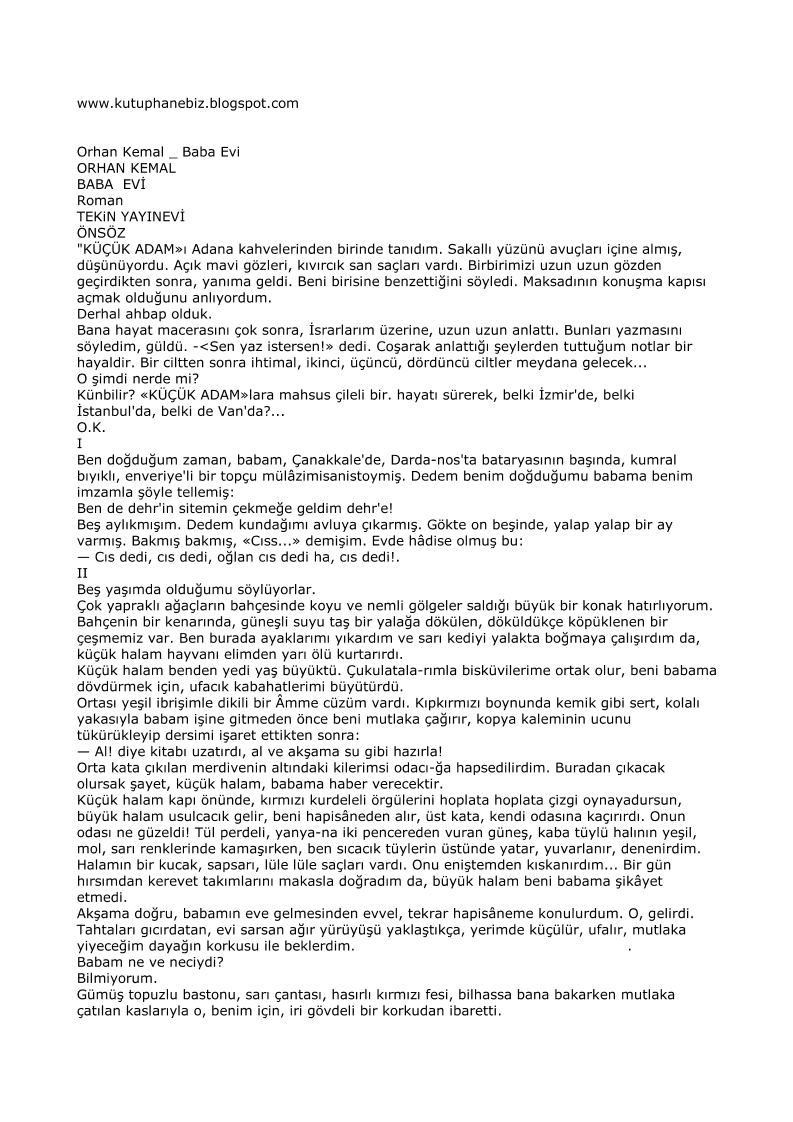 www.kutuphanebiz.blogspot.com
Orhan Kemal _ Baba Evi
ORHAN KEMAL
BABA  EVİ
Roman
TEKiN YAYINEVİ
ÖNSÖZ
"KÜÇÜK ADAM»ı Adana kahvelerinden birinde tanıdım. Sakallı yüzünü avuçları içine almış,
düşünüyordu. Açık mavi gözleri, kıvırcık san saçları vardı. Birbirimizi uzun uzun gözden
geçirdikten sonra, yanıma geldi. Beni birisine benzettiğini söyledi. Maksadının konuşma kapısı
açmak olduğunu anlıyordum.
Derhal ahbap olduk.
Bana hayat macerasını çok sonra, İsrarlarım üzerine, uzun uzun anlattı. Bunları yazmasını
söyledim, güldü. -<Sen yaz istersen!» dedi. Coşarak anlattığı şeylerden tuttuğum notlar bir
hayaldir. Bir ciltten sonra ihtimal, ikinci, üçüncü, dördüncü ciltler meydana gelecek...
O şimdi nerde mi?
Künbilir? «KÜÇÜK ADAM»lara mahsus çileli bir. hayatı sürerek, belki İzmir'de, belki
İstanbul'da, belki de Van'da?...
O.K.
I
Ben doğduğum zaman, babam, Çanakkale'de, Darda-nos'ta bataryasının başında, kumral
bıyıklı, enveriye'li bir topçu mülâzimisanistoymiş. Dedem benim doğduğumu babama benim
imzamla şöyle tellemiş:
Ben de dehr'in sitemin çekmeğe geldim dehr'e!
Beş aylıkmışım. Dedem kundağımı avluya çıkarmış. Gökte on beşinde, yalap yalap bir ay
varmış. Bakmış bakmış, «Cıss...» demişim. Evde hâdise olmuş bu:
— Cıs dedi, cıs dedi, oğlan cıs dedi ha, cıs dedi!.
II
Beş yaşımda olduğumu söylüyorlar.
Çok yapraklı ağaçların bahçesinde koyu ve nemli gölgeler saldığı büyük bir konak hatırlıyorum.
Bahçenin bir kenarında, güneşli suyu taş bir yalağa dökülen, döküldükçe köpüklenen bir
çeşmemiz var. Ben burada ayaklarımı yıkardım ve sarı kediyi yalakta boğmaya çalışırdım da,
küçük halam hayvanı elimden yarı ölü kurtarırdı.
Küçük halam benden yedi yaş büyüktü. Çukulatala-rımla bisküvilerime ortak olur, beni babama
dövdürmek için, ufacık kabahatlerimi büyütürdü.
Ortası yeşil ibrişimle dikili bir Âmme cüzüm vardı. Kıpkırmızı boynunda kemik gibi sert, kolalı
yakasıyla babam işine gitmeden önce beni mutlaka çağırır, kopya kaleminin ucunu
tükürükleyip dersimi işaret ettikten sonra:
— Al! diye kitabı uzatırdı, al ve akşama su gibi hazırla!
Orta kata çıkılan merdivenin altındaki kilerimsi odacı-ğa hapsedilirdim. Buradan çıkacak
olursak şayet, küçük halam, babama haber verecektir.
Küçük halam kapı önünde, kırmızı kurdeleli örgülerini hoplata hoplata çizgi oynayadursun,
büyük halam usulcacık gelir, beni hapisâneden alır, üst kata, kendi odasına kaçırırdı. Onun
odası ne güzeldi! Tül perdeli, yanya-na iki pencereden vuran güneş, kaba tüylü halının yeşil,
mol, sarı renklerinde kamaşırken, ben sıcacık tüylerin üstünde yatar, yuvarlanır, denenirdim.
Halamın bir kucak, sapsarı, lüle lüle saçları vardı. Onu eniştemden kıskanırdım... Bir gün
hırsımdan kerevet takımlarını makasla doğradım da, büyük halam beni babama şikâyet
etmedi.
Akşama doğru, babamın eve gelmesinden evvel, tekrar hapisâneme konulurdum. O, gelirdi.
Tahtaları gıcırdatan, evi sarsan ağır yürüyüşü yaklaştıkça, yerimde küçülür, ufalır, mutlaka
yiyeceğim dayağın korkusu ile beklerdim.                    .
Babam ne ve neciydi?
Bilmiyorum.
Gümüş topuzlu bastonu, sarı çantası, hasırlı kırmızı fesi, bilhassa bana bakarken mutlaka
çatılan kaslarıyla o, benim için, iri gövdeli bir korkudan ibaretti.